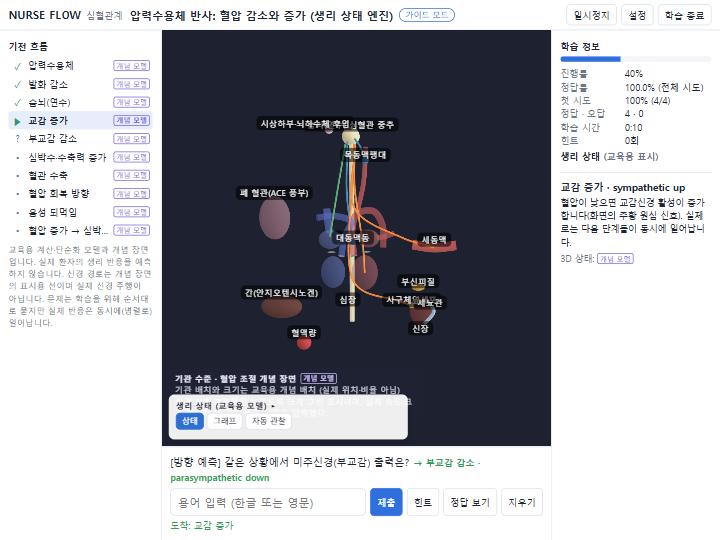 NURSE FLOW 심혈관계 압력수용체 반사: 혈압 감소와 증가 (생리 상태 엔진) 가이드 모드
일시정지 설정 학습 종료
기전 흐름
✓ 압력수용체 개념 모델
✓ 발화 감소 개념 모델
✓ 숨뇌(연수) 개념 모델
▶ 교감 증가 개념 모델
? 부교감 감소 개념 모델
· 심박수·수축력 증가 개념 모델
· 혈관 수축 개념 모델
· 혈압 회복 방향 개념 모델
· 음성 되먹임 개념 모델
· 혈압 증가 → 심박… 개념 모델
교육용 계산·단순화 모델과 개념 장면
입니다. 실제 환자의 생리 반응을 예측
하지 않습니다. 신경 경로는 개념 장면
의 표시용 선이며 실제 신경 주행이
아닙니다. 문제는 학습을 위해 순서대
로 묻지만 실제 반응은 동시에(병렬로)
일어납니다.
시상하부·뇌하수체 후엽
심혈관 중추
목동맥팽대
폐 혈관(ACE 풍부)
대동맥동
세동맥
부신피질
간(안지오텐시노겐)
심장
세뇨관
신장
혈액량
기관 수준 · 혈압 조절 개념 장면 개념 모델
기관 배치와 크기는 교육용 개념 배치 (실제 위치·비율 아님)
생리 상태 (교육용 모델) ▸
상태 그래프 자동 관찰
[방향 예측] 같은 상황에서 미주신경(부교감) 출력은? → 부교감 감소 ·
parasympathetic down
용어 입력 (한글 또는 영문) 제출 힌트 정답 보기 지우기
도착: 교감 증가
학습 정보
진행률 40%
정답률 100.0% (전체 시도)
첫 시도 100% (4/4)
정답 · 오답 4 · 0
학습 시간 0:10
힌트 0회
생리 상태 (교육용 표시)
교감 증가 · sympathetic up
혈압이 낮으면 교감신경 활성이 증가
합니다(화면의 주황 원심 신호). 실제
로는 다음 단계들이 동시에 일어납니
다.
3D 상태: 개념 모델